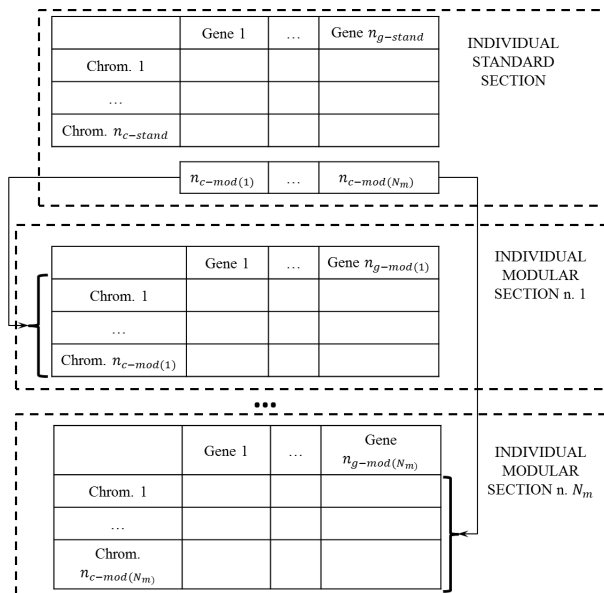 Gene 1 … Gene n_{g-stand}
INDIVIDUAL
STANDARD
SECTION
Chrom. 1
…
Chrom. n_{c-stand}
n_{c-mod(1)} … n_{c-mod(N_m)}
Gene 1 … Gene n_{g-mod(1)}
INDIVIDUAL
MODULAR
SECTION n. 1
Chrom. 1
…
Chrom. n_{c-mod(1)}
...
Gene 1 … Gene
n_{g-mod(N_m)}
INDIVIDUAL
MODULAR
SECTION n. N_m
Chrom. 1
…
Chrom.
n_{c-mod(N_m)}